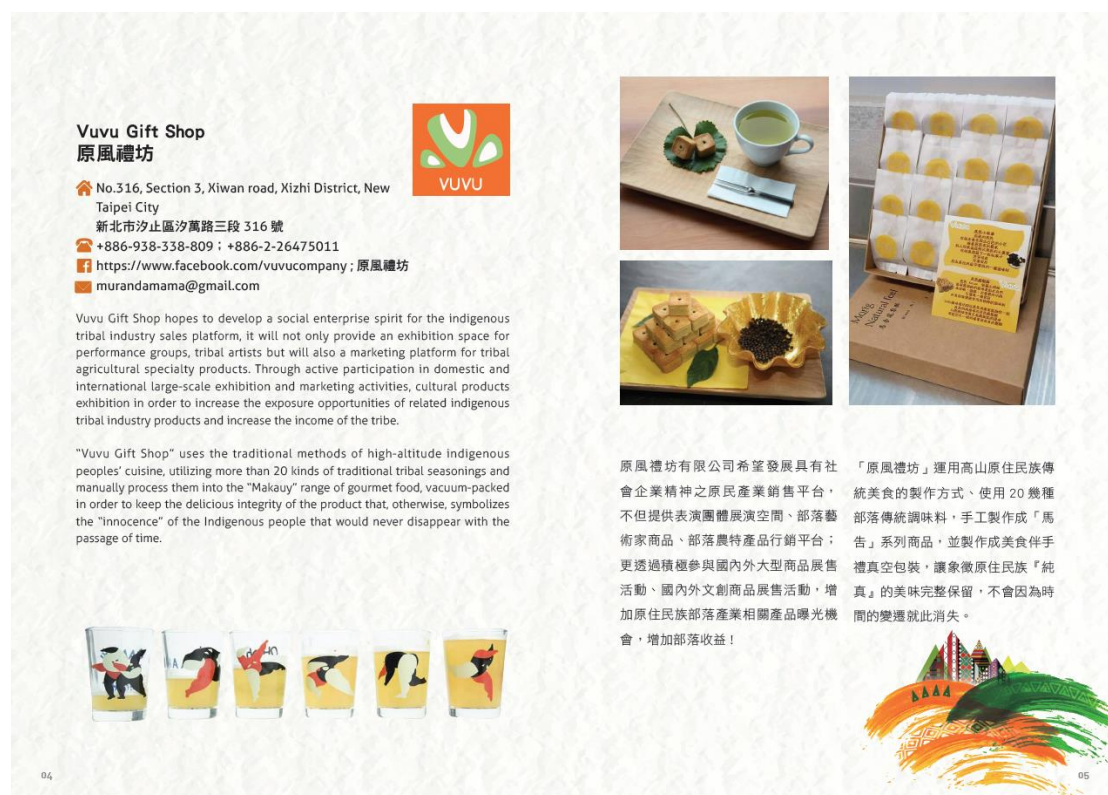 Vuvu Gift Shop
原風禮坊
VUVU
No.316, Section 3, Xiwan road, Xizhi District, New
Taipei City
新北市汐止區汐萬路三段 316 號
+886-938-338-809；+886-2-26475011
https://www.facebook.com/vuvucompany ; 原風禮坊
murandamama@gmail.com
Vuvu Gift Shop hopes to develop a social enterprise spirit for the indigenous
tribal industry sales platform, it will not only provide an exhibition space for
performance groups, tribal artists but will also a marketing platform for tribal
agricultural specialty products. Through active participation in domestic and
international large-scale exhibition and marketing activities, cultural products
exhibition in order to increase the exposure opportunities of related indigenous
tribal industry products and increase the income of the tribe.
“Vuvu Gift Shop” uses the traditional methods of high-altitude indigenous
peoples’ cuisine, utilizing more than 20 kinds of traditional tribal seasonings and
manually process them into the “Makauy” range of gourmet food, vacuum-packed
in order to keep the delicious integrity of the product that, otherwise, symbolizes
the “innocence” of the Indigenous people that would never disappear with the
passage of time.
04
原風禮坊有限公司希望發展具有社
會企業精神之原民產業銷售平台，
不但提供表演團體展演空間、部落藝
術家商品、部落農特產品行銷平台；
更透過積極參與國內外大型商品展售
活動、國內外文創商品展售活動，增
加原住民族部落產業相關產品曝光機
會，增加部落收益！
「原風禮坊」運用高山原住民族傳
統美食的製作方式、使用 20 幾種
部落傳統調味料，手工製作成「馬
告」系列商品，並製作成美食伴手
禮真空包裝，讓象徵原住民族『純
真』的美味完整保留，不會因為時
間的變遷就此消失。
05